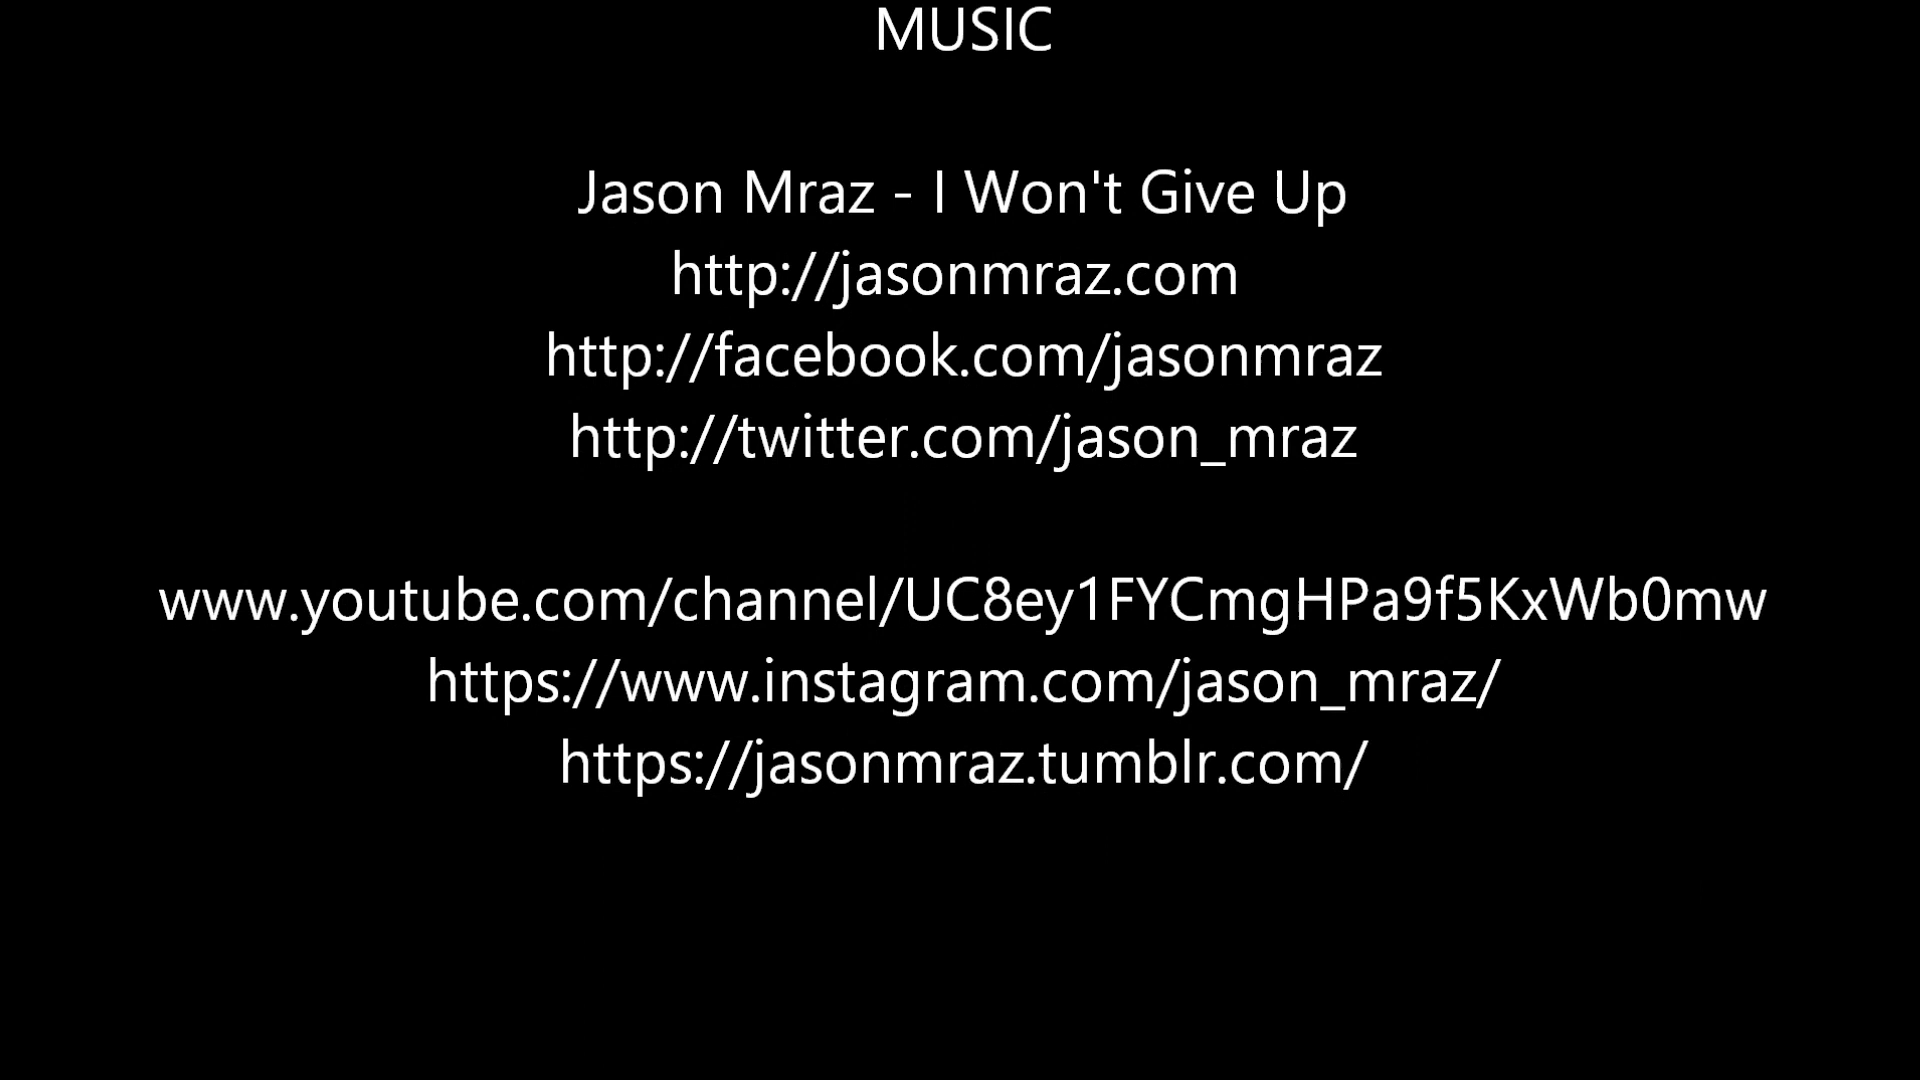 MUSIC
Jason Mraz - I Won't Give Up
http://jasonmraz.com
http://facebook.com/jasonmraz
http://twitter.com/jason_mraz
www.youtube.com/channel/UC8ey1FYCmgHPa9f5KxWb0mw
https://www.instagram.com/jason_mraz/
https://jasonmraz.tumblr.com/